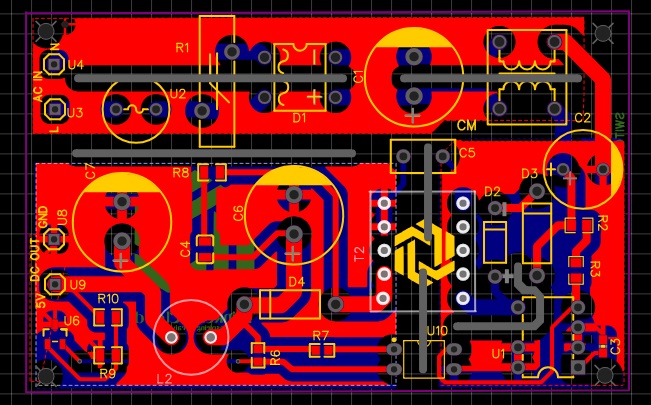 N
R1
U4
AC IN
U2
U3
L
D1
C1
CM
C2
C5
C7
R8
C6
C4
T2
D2
D3
R2
R3
GND
U8
DC OUT
5V
U9
R10
D4
U6
R9
L2
R6
R7
U10
U1
C3